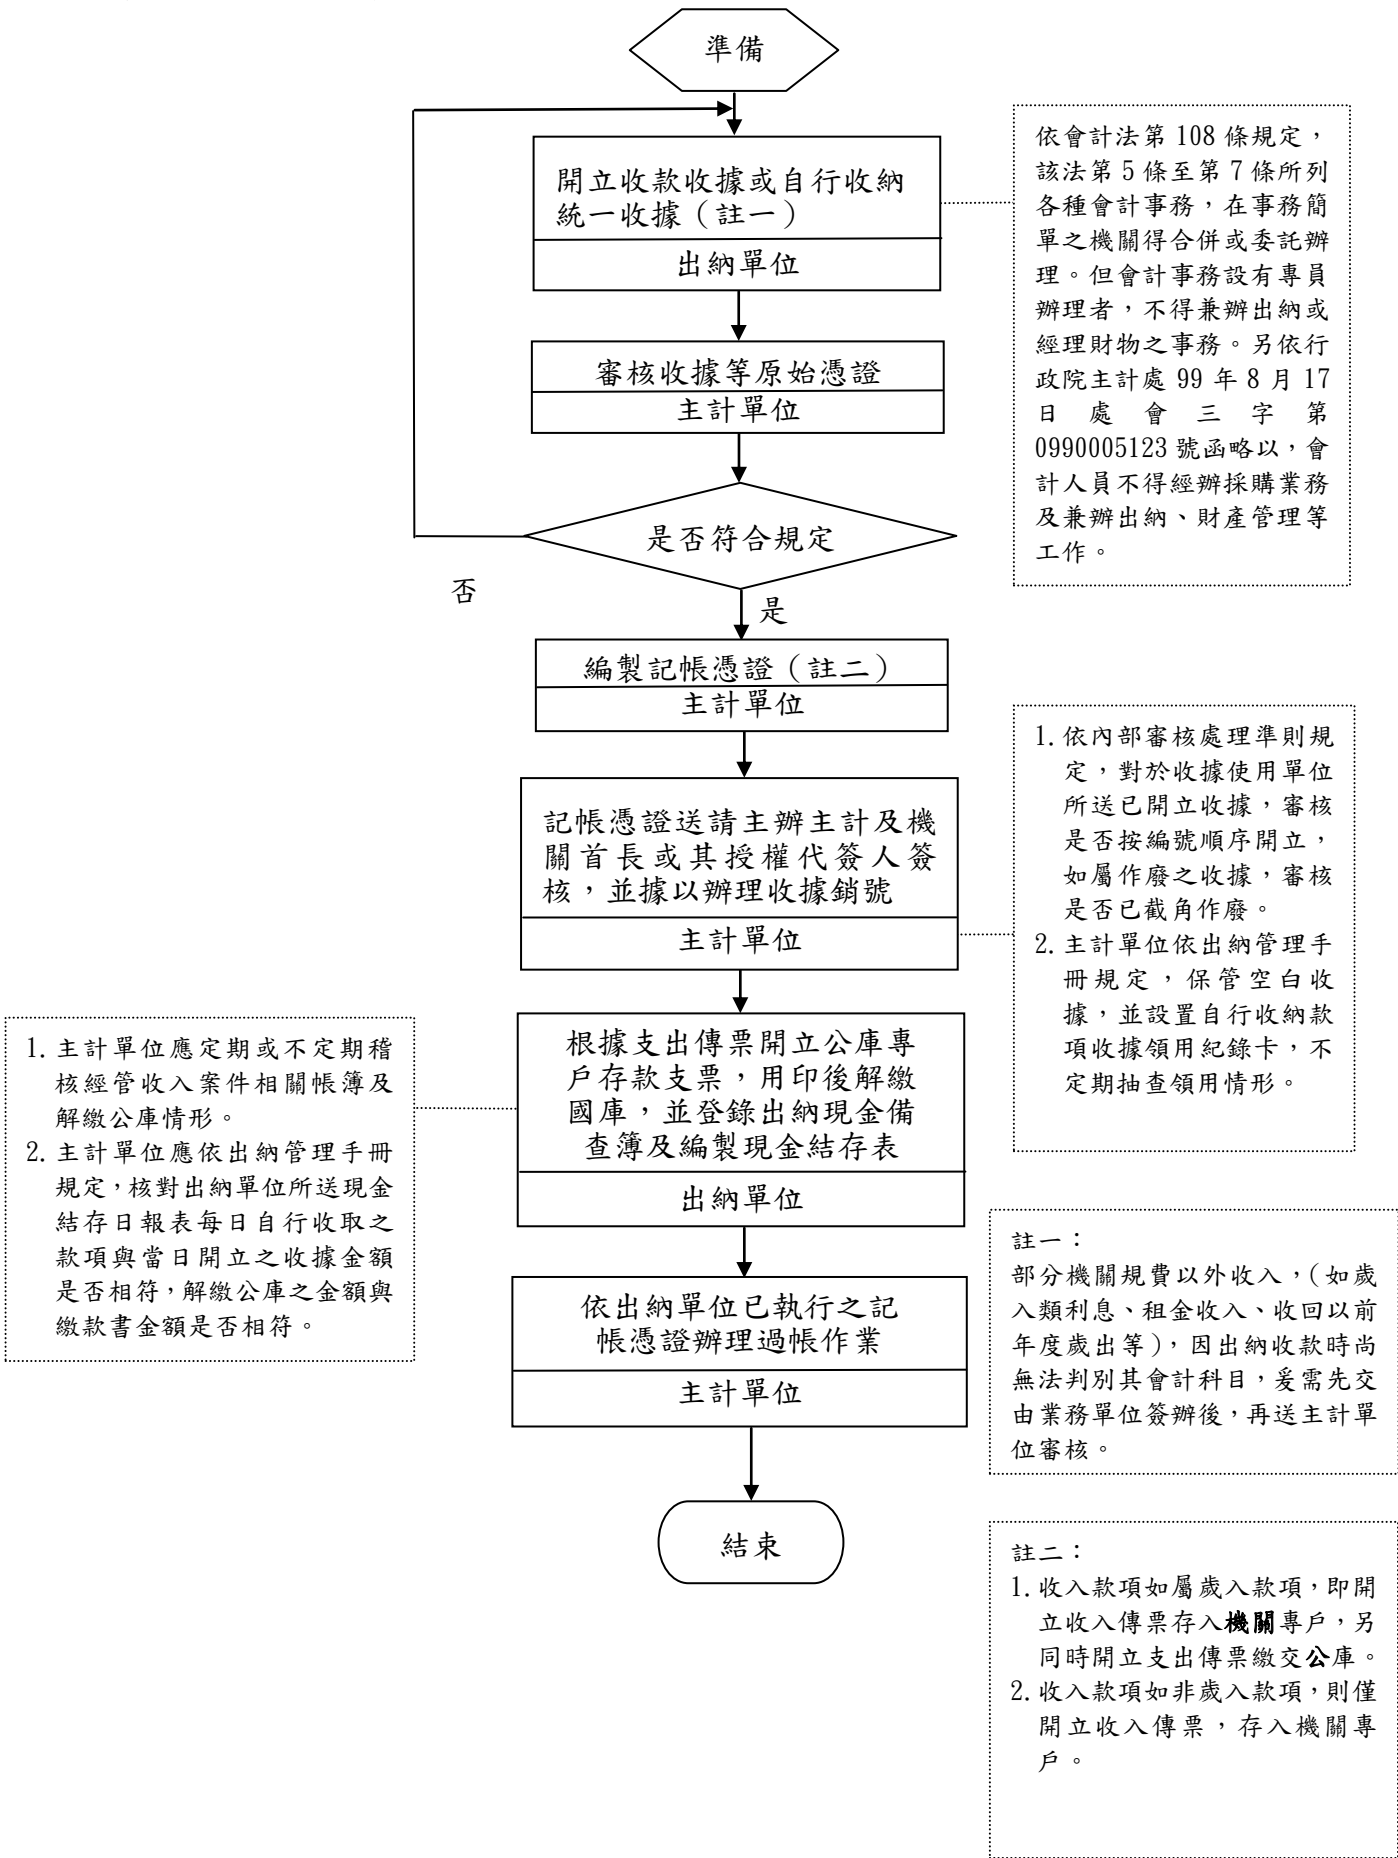 準備
開立收款收據或自行收納
統一收據（註一）
出納單位
依會計法第 108 條規定，
該法第 5 條至第 7 條所列
各種會計事務，在事務簡
單之機關得合併或委託辦
理。但會計事務設有專員
辦理者，不得兼辦出納或
經理財物之事務。另依行
政院主計處 99 年 8 月 17
日處會三字第
0990005123 號函略以，會
計人員不得經辦採購業務
及兼辦出納、財產管理等
工作。
審核收據等原始憑證
主計單位
是否符合規定
否
是
編製記帳憑證（註二）
主計單位
記帳憑證送請主辦主計及機
關首長或其授權代簽人簽
核，並據以辦理收據銷號
主計單位
1. 依內部審核處理準則規
定，對於收據使用單位
所送已開立收據，審核
是否按編號順序開立，
如屬作廢之收據，審核
是否已截角作廢。
2. 主計單位依出納管理手
冊規定，保管空白收
據，並設置自行收納款
項收據領用紀錄卡，不
定期抽查領用情形。
根據支出傳票開立公庫專
戶存款支票，用印後解繳
國庫，並登錄出納現金備
查簿及編製現金結存表
出納單位
1. 主計單位應定期或不定期稽
核經管收入案件相關帳簿及
解繳公庫情形。
2. 主計單位應依出納管理手冊
規定，核對出納單位所送現金
結存日報表每日自行收取之
款項與當日開立之收據金額
是否相符，解繳公庫之金額與
繳款書金額是否相符。
依出納單位已執行之記
帳憑證辦理過帳作業
主計單位
結束
註一：
部分機關規費以外收入，（如歲
入類利息、租金收入、收回以前
年度歲出等），因出納收款時尚
無法判別其會計科目，爰需先交
由業務單位簽辦後，再送主計單
位審核。
註二：
1. 收入款項如屬歲入款項，即開
立收入傳票存入機關專戶，另
同時開立支出傳票繳交公庫。
2. 收入款項如非歲入款項，則僅
開立收入傳票，存入機關專
戶。